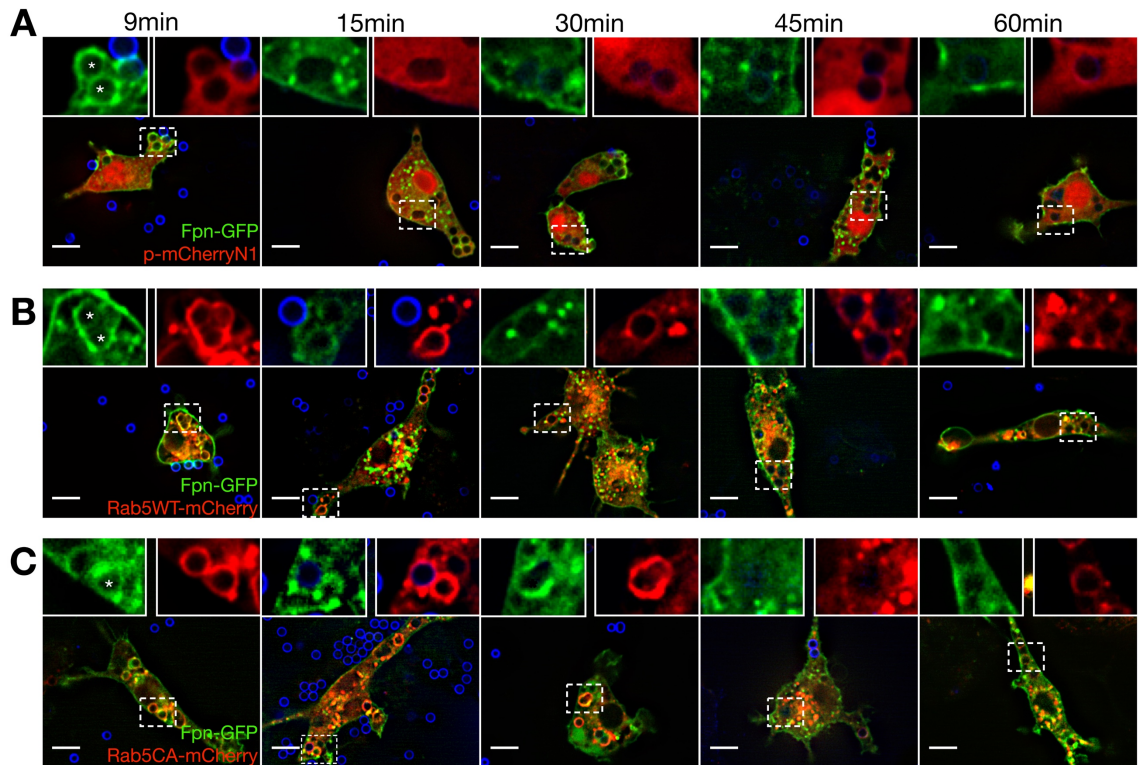 A
9min 15min 30min 45min 60min
* *
Fpn-GFP
p-mCherryN1
B
* *
Fpn-GFP
Rab5WT-mCherry
C
*
Fpn-GFP
Rab5CA-mCherry